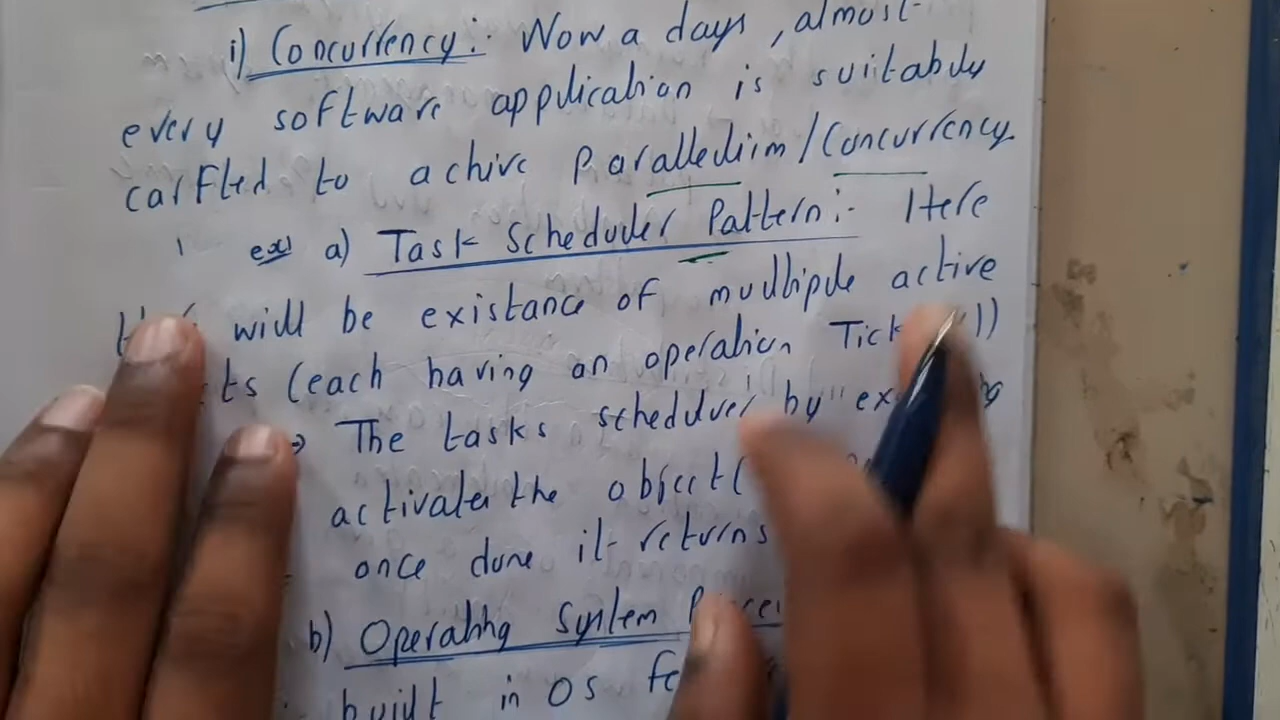 i) Concurrency :- Now a days, almost
every software application is suitably
carfted to achive parallelism/Concurrency
ex) a) Task Scheduler Pattern :- Here
will be existance of multiple active
(each having an operation Tick
→ The tasks scheduler by
activates the object(
once done it returns
b) Operating System
built in OS